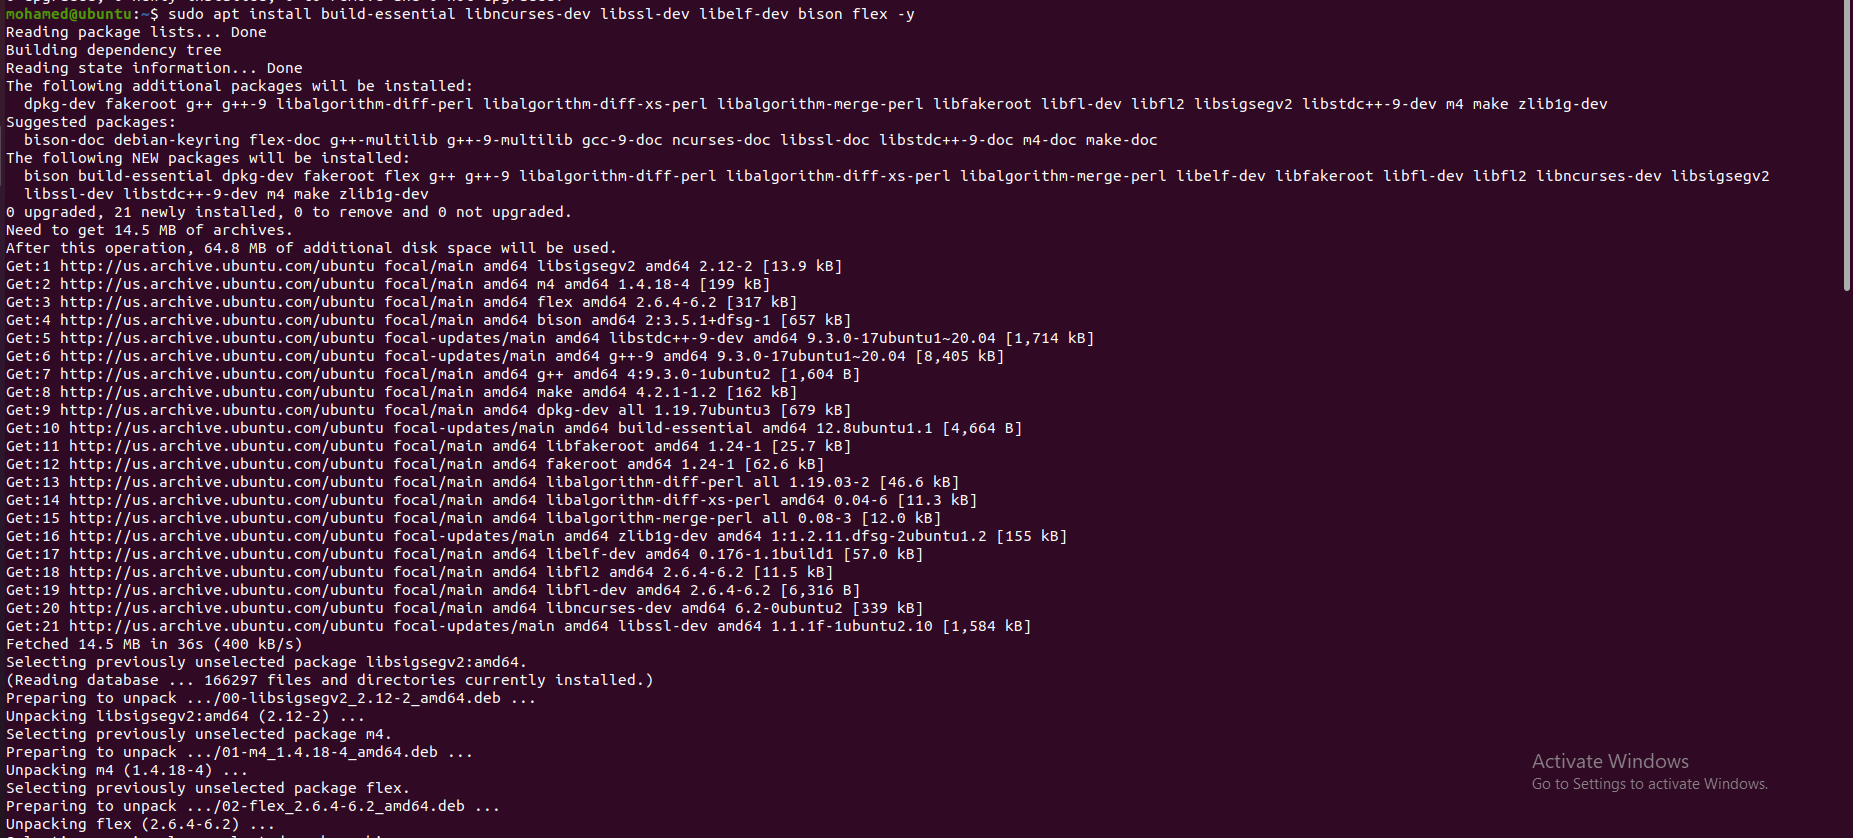 mohamed@ubuntu:~$ sudo apt install build-essential libncurses-dev libssl-dev libelf-dev bison flex -y
Reading package lists... Done
Building dependency tree
Reading state information... Done
The following additional packages will be installed:
  dpkg-dev fakeroot g++ g++-9 libalgorithm-diff-perl libalgorithm-diff-xs-perl libalgorithm-merge-perl libfakeroot libfl-dev libfl2 libsigsegv2 libstdc++-9-dev m4 make zlib1g-dev
Suggested packages:
  bison-doc debian-keyring flex-doc g++-multilib g++-9-multilib gcc-9-doc ncurses-doc libssl-doc libstdc++-9-doc m4-doc make-doc
The following NEW packages will be installed:
  bison build-essential dpkg-dev fakeroot flex g++ g++-9 libalgorithm-diff-perl libalgorithm-diff-xs-perl libalgorithm-merge-perl libelf-dev libfakeroot libfl-dev libfl2 libncurses-dev libsigsegv2
  libssl-dev libstdc++-9-dev m4 make zlib1g-dev
0 upgraded, 21 newly installed, 0 to remove and 0 not upgraded.
Need to get 14.5 MB of archives.
After this operation, 64.8 MB of additional disk space will be used.
Get:1 http://us.archive.ubuntu.com/ubuntu focal/main amd64 libsigsegv2 amd64 2.12-2 [13.9 kB]
Get:2 http://us.archive.ubuntu.com/ubuntu focal/main amd64 m4 amd64 1.4.18-4 [199 kB]
Get:3 http://us.archive.ubuntu.com/ubuntu focal/main amd64 flex amd64 2.6.4-6.2 [317 kB]
Get:4 http://us.archive.ubuntu.com/ubuntu focal/main amd64 bison amd64 2:3.5.1+dfsg-1 [657 kB]
Get:5 http://us.archive.ubuntu.com/ubuntu focal-updates/main amd64 libstdc++-9-dev amd64 9.3.0-17ubuntu1~20.04 [1,714 kB]
Get:6 http://us.archive.ubuntu.com/ubuntu focal-updates/main amd64 g++-9 amd64 9.3.0-17ubuntu1~20.04 [8,405 kB]
Get:7 http://us.archive.ubuntu.com/ubuntu focal/main amd64 g++ amd64 4:9.3.0-1ubuntu2 [1,604 B]
Get:8 http://us.archive.ubuntu.com/ubuntu focal/main amd64 make amd64 4.2.1-1.2 [162 kB]
Get:9 http://us.archive.ubuntu.com/ubuntu focal/main amd64 dpkg-dev all 1.19.7ubuntu3 [679 kB]
Get:10 http://us.archive.ubuntu.com/ubuntu focal-updates/main amd64 build-essential amd64 12.8ubuntu1.1 [4,664 B]
Get:11 http://us.archive.ubuntu.com/ubuntu focal/main amd64 libfakeroot amd64 1.24-1 [25.7 kB]
Get:12 http://us.archive.ubuntu.com/ubuntu focal/main amd64 fakeroot amd64 1.24-1 [62.6 kB]
Get:13 http://us.archive.ubuntu.com/ubuntu focal/main amd64 libalgorithm-diff-perl all 1.19.03-2 [46.6 kB]
Get:14 http://us.archive.ubuntu.com/ubuntu focal/main amd64 libalgorithm-diff-xs-perl amd64 0.04-6 [11.3 kB]
Get:15 http://us.archive.ubuntu.com/ubuntu focal/main amd64 libalgorithm-merge-perl all 0.08-3 [12.0 kB]
Get:16 http://us.archive.ubuntu.com/ubuntu focal-updates/main amd64 zlib1g-dev amd64 1:1.2.11.dfsg-2ubuntu1.2 [155 kB]
Get:17 http://us.archive.ubuntu.com/ubuntu focal/main amd64 libelf-dev amd64 0.176-1.1build1 [57.0 kB]
Get:18 http://us.archive.ubuntu.com/ubuntu focal/main amd64 libfl2 amd64 2.6.4-6.2 [11.5 kB]
Get:19 http://us.archive.ubuntu.com/ubuntu focal/main amd64 libfl-dev amd64 2.6.4-6.2 [6,316 B]
Get:20 http://us.archive.ubuntu.com/ubuntu focal/main amd64 libncurses-dev amd64 6.2-0ubuntu2 [339 kB]
Get:21 http://us.archive.ubuntu.com/ubuntu focal-updates/main amd64 libssl-dev amd64 1.1.1f-1ubuntu2.10 [1,584 kB]
Fetched 14.5 MB in 36s (400 kB/s)
Selecting previously unselected package libsigsegv2:amd64.
(Reading database ... 166297 files and directories currently installed.)
Preparing to unpack .../00-libsigsegv2_2.12-2_amd64.deb ...
Unpacking libsigsegv2:amd64 (2.12-2) ...
Selecting previously unselected package m4.
Preparing to unpack .../01-m4_1.4.18-4_amd64.deb ...
Unpacking m4 (1.4.18-4) ...
Selecting previously unselected package flex.
Preparing to unpack .../02-flex_2.6.4-6.2_amd64.deb ...
Unpacking flex (2.6.4-6.2) ...
Activate Windows
Go to Settings to activate Windows.